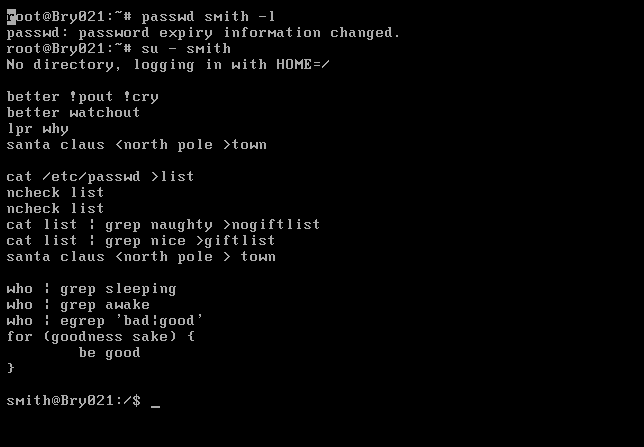 root@Bry021:~# passwd smith -l
passwd: password expiry information changed.
root@Bry021:~# su - smith
No directory, logging in with HOME=/
better !pout !cry
better watchout
lpr why
santa claus <north pole >town
cat /etc/passwd >list
ncheck list
ncheck list
cat list | grep naughty >nogiftlist
cat list | grep nice >giftlist
santa claus <north pole > town
who | grep sleeping
who | grep awake
who | egrep 'bad|good'
for (goodness sake) {
        be good
}
smith@Bry021:/$ _